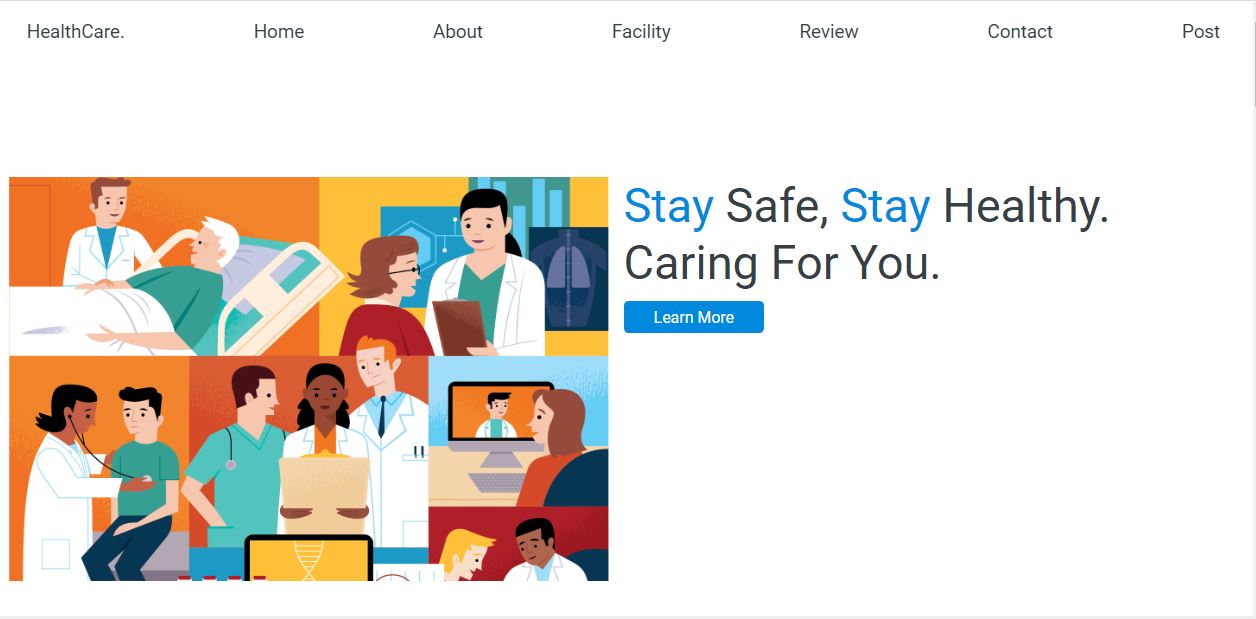 HealthCare. Home About Facility Review Contact Post
Stay Safe, Stay Healthy.
Caring For You.
Learn More